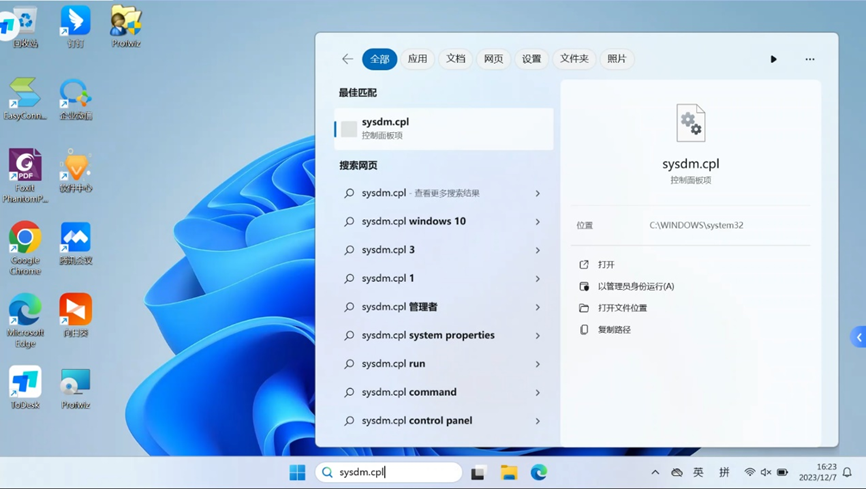 回收站
钉钉
Profwiz
EasyConn...
企业微信
Foxit
PhantomP...
软件中心
Google
Chrome
腾讯会议
Microsoft
Edge
向日葵
ToDesk
Profwiz
全部
应用
文档
网页
设置
文件夹
照片
最佳匹配
sysdm.cpl
控制面板项
搜索网页
sysdm.cpl - 查看更多搜索结果
sysdm.cpl windows 10
sysdm.cpl 3
sysdm.cpl 1
sysdm.cpl 管理者
sysdm.cpl system properties
sysdm.cpl run
sysdm.cpl command
sysdm.cpl control panel
sysdm.cpl
控制面板项
位置 C:\WINDOWS\system32
打开
以管理员身份运行(A)
打开文件位置
复制路径
sysdm.cpl
英
拼
16:23
2023/12/7